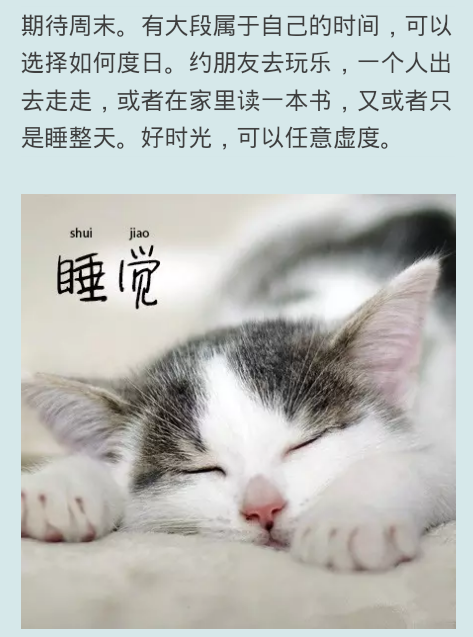 期待周末。有大段属于自己的时间，可以
选择如何度日。约朋友去玩乐，一个人出
去走走，或者在家里读一本书，又或者只
是睡整天。好时光，可以任意虚度。
shui jiao
睡觉